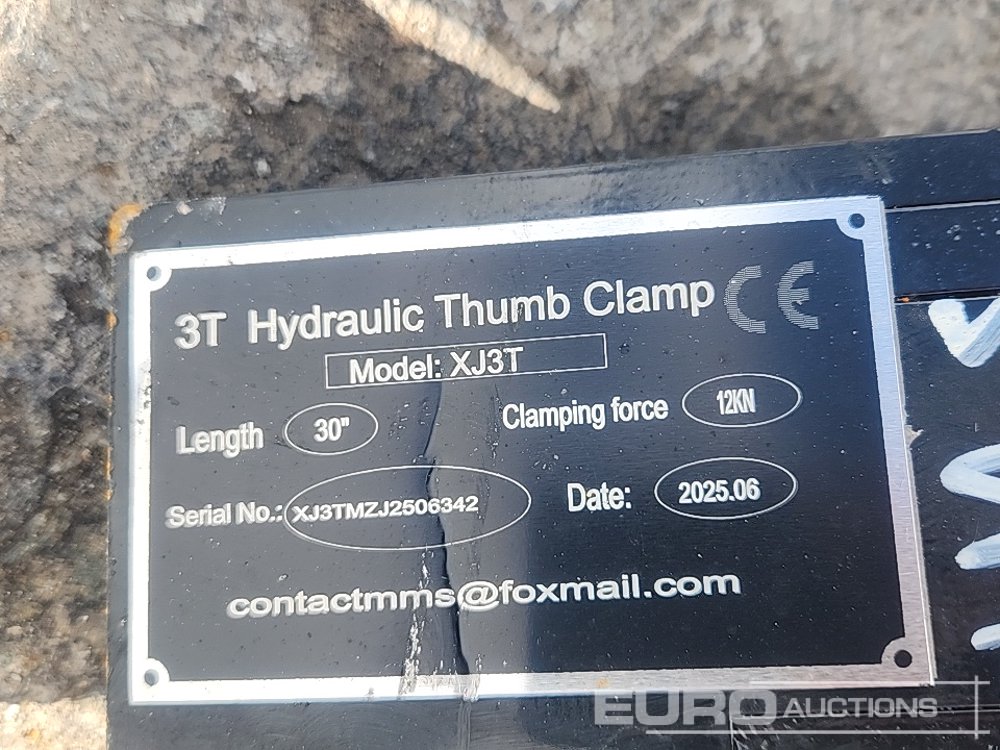 3T Hydraulic Thumb Clamp CE
Model: XJ3T
Length 30" Clamping force 12KN
Serial No.: XJ3TMZJ2506342 Date: 2025.06
contactmms@foxmail.com
EURO AUCTIONS